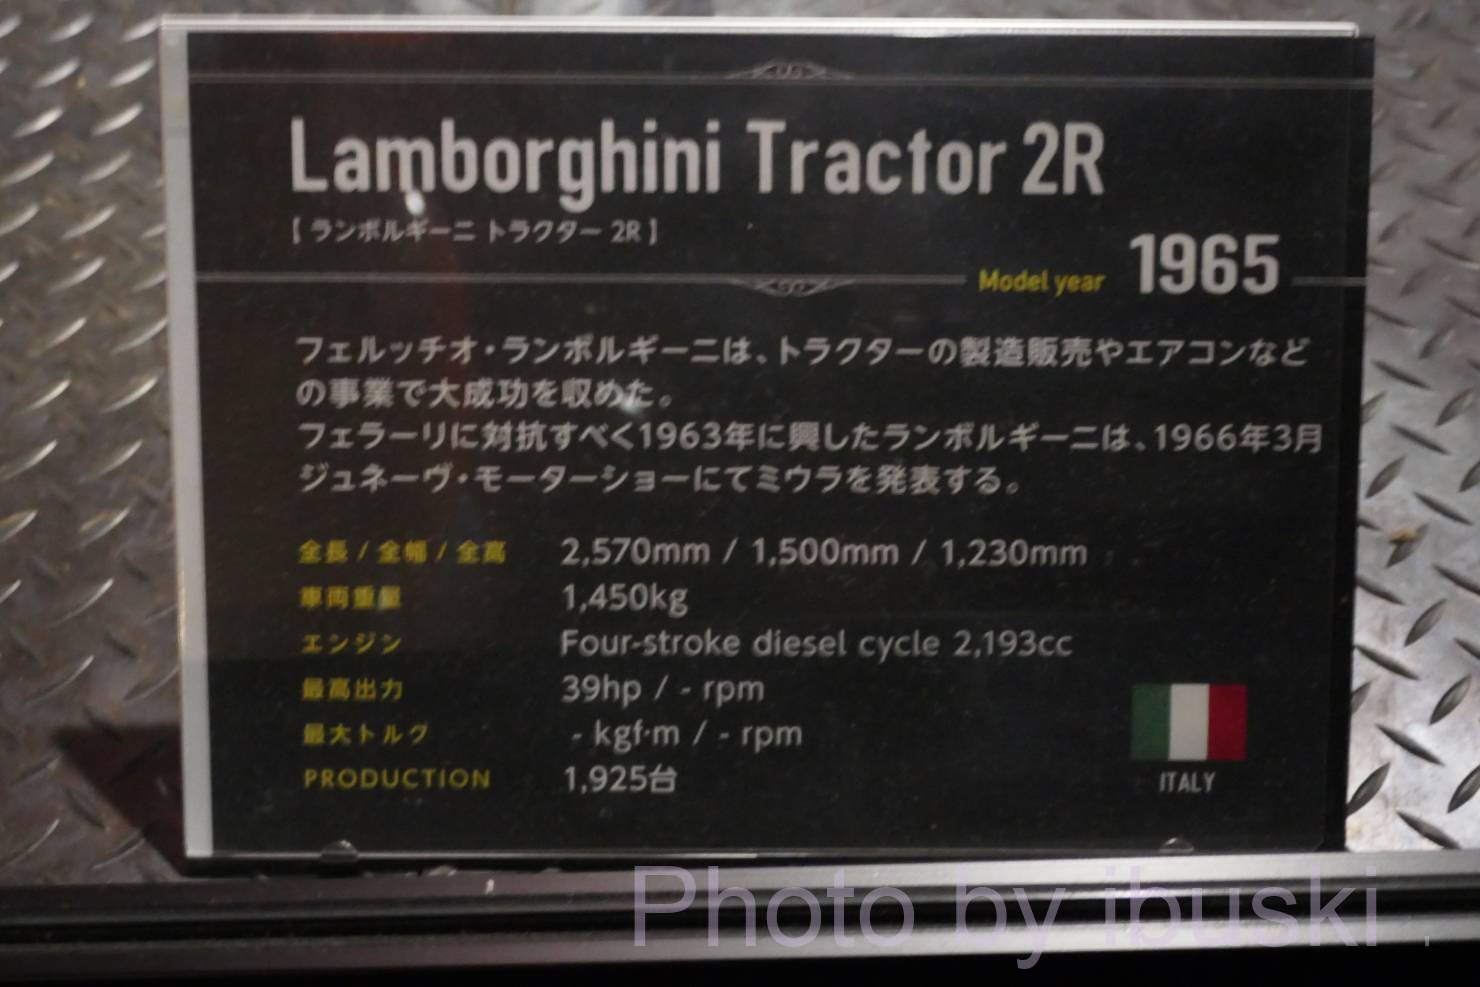 Lamborghini Tractor 2R
【 ランボルギーニ トラクター 2R 】
Model year 1965
フェルッチオ・ランボルギーニは、トラクターの製造販売やエアコンなど
の事業で大成功を収めた。
フェラーリに対抗すべく1963年に興したランボルギーニは、1966年3月
ジュネーヴ・モーターショーにてミウラを発表する。
全長 / 全幅 / 全高 2,570mm / 1,500mm / 1,230mm
車両重量 1,450kg
エンジン Four-stroke diesel cycle 2,193cc
最高出力 39hp / - rpm
最大トルク - kgf·m / - rpm
PRODUCTION 1,925台
ITALY
Photo by ibuski